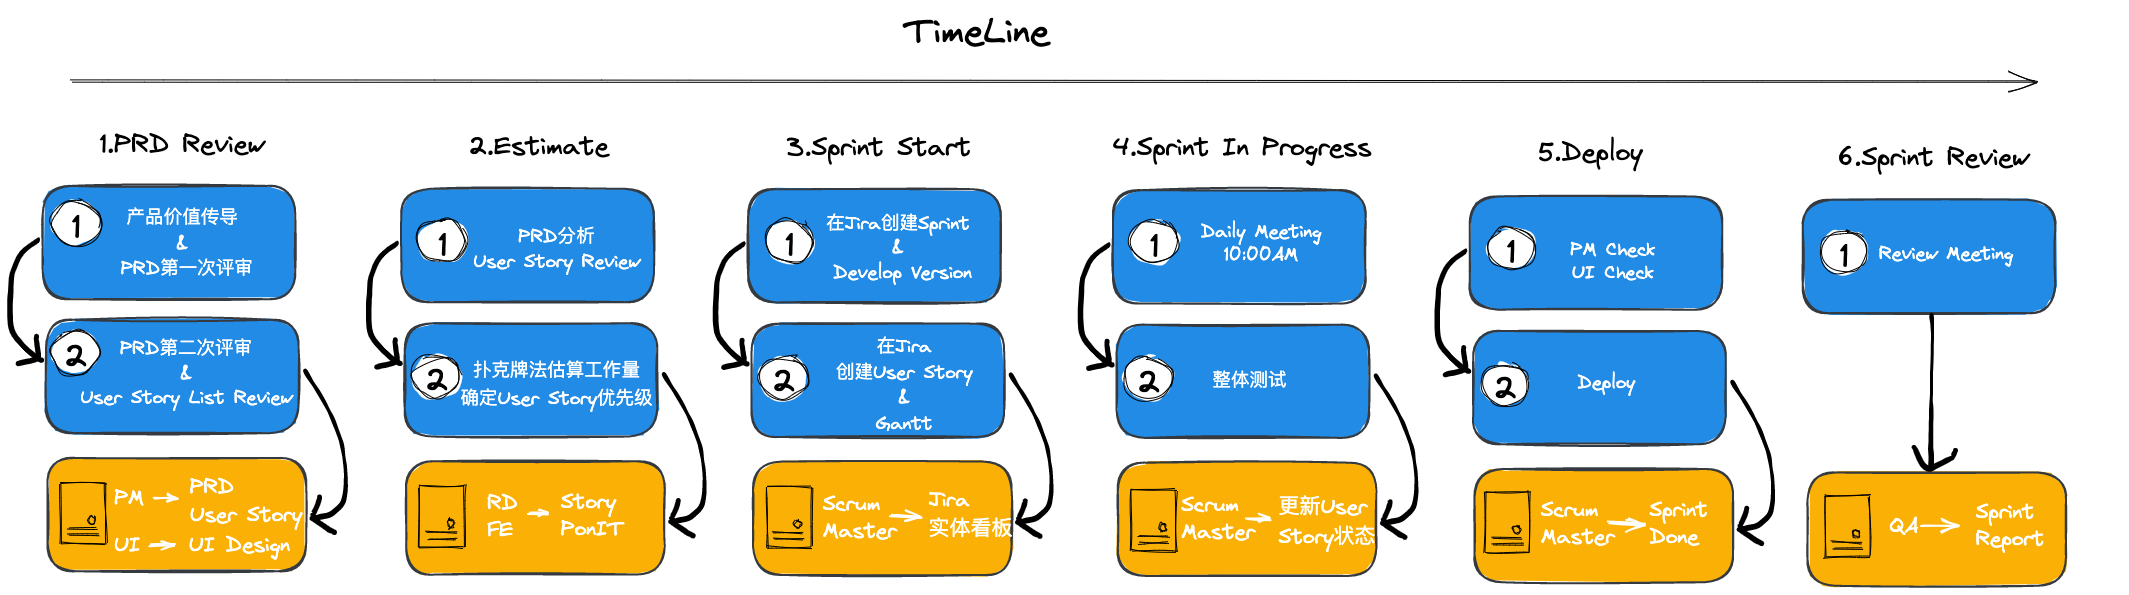 TimeLine
1.PRD Review
1
产品价值传导
&
PRD第一次评审
2
PRD第二次评审
&
User Story List Review
PM → PRD
User Story
UI → UI Design
2.Estimate
1
PRD分析
User Story Review
2
扑克牌法估算工作量
确定User Story优先级
RD
FE
→
Story
PonIT
3.Sprint Start
1
在Jira创建Sprint
&
Develop Version
2
在Jira
创建User Story
&
Gantt
Scrum
Master
→
Jira
实体看板
4.Sprint In Progress
1
Daily Meeting
10:00AM
2
整体测试
Scrum
Master
→
更新User
Story状态
5.Deploy
1
PM Check
UI Check
2
Deploy
Scrum
Master
→
Sprint
Done
6.Sprint Review
1
Review Meeting
QA →
Sprint
Report